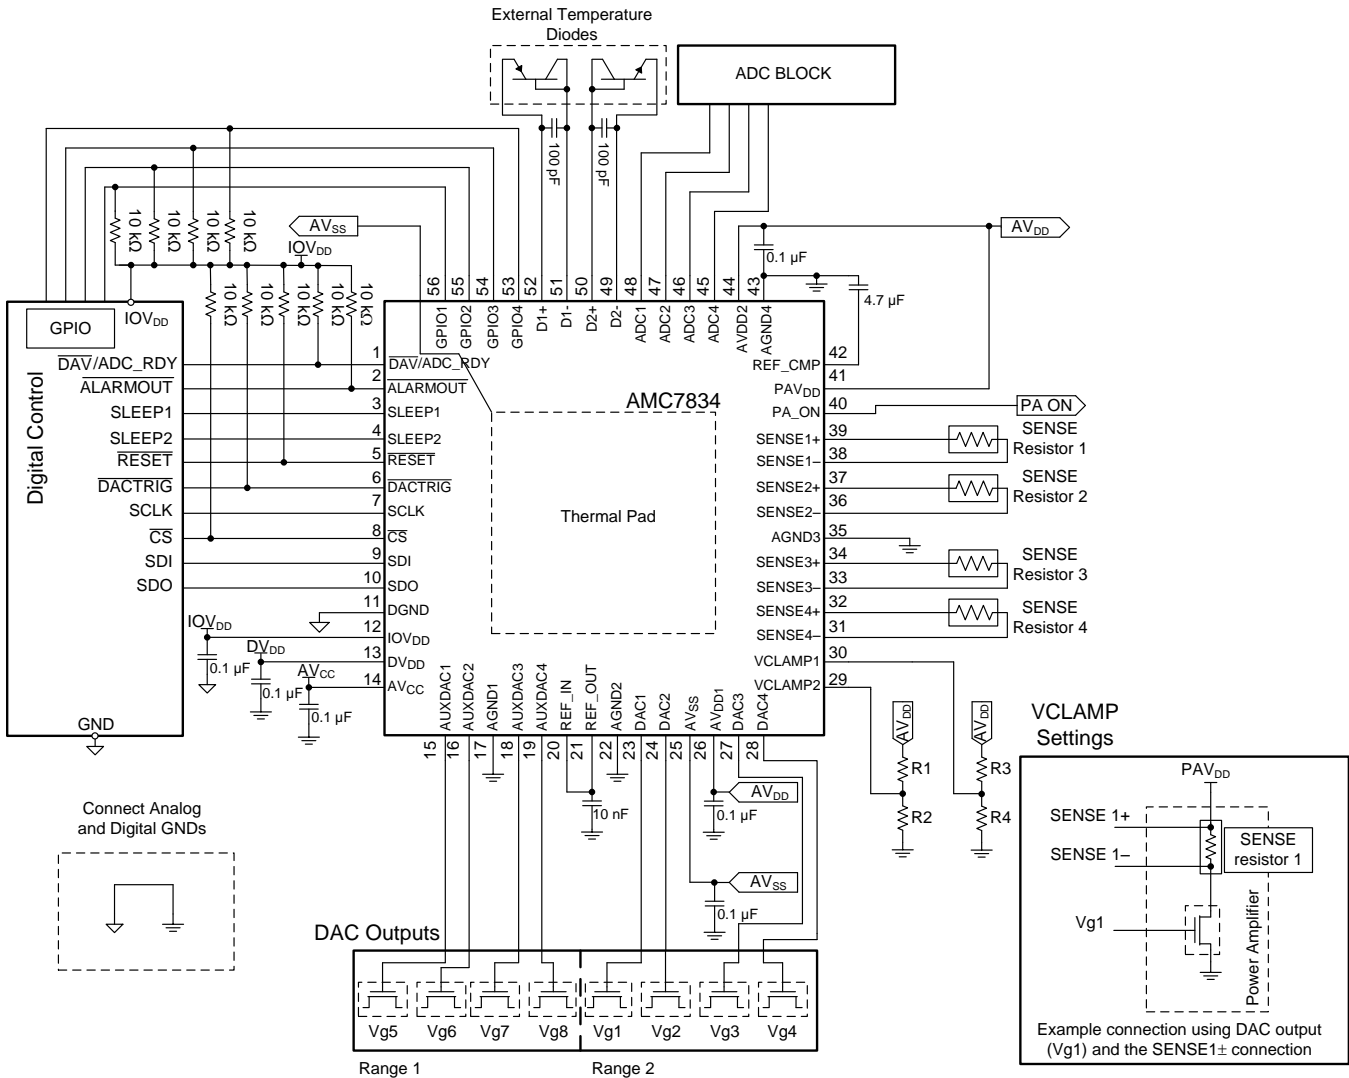 External Temperature
Diodes
ADC BLOCK
100 pF
100 pF
10 kΩ
10 kΩ
10 kΩ
10 kΩ
AVSS
IOVDD
AVDD
0.1 µF
4.7 µF
10 kΩ
10 kΩ
10 kΩ
10 kΩ
10 kΩ
56
55
54
53
52
51
50
49
48
47
46
45
44
43
GPIO1
GPIO2
GPIO3
GPIO4
D1+
D1-
D2+
D2-
ADC1
ADC2
ADC3
ADC4
AVDD2
AGND4
IOVDD
GPIO
Digital Control
DAV/ADC_RDY
ALARMOUT
SLEEP1
SLEEP2
RESET
DACTRIG
SCLK
CS
SDI
SDO
GND
1
2
3
4
5
6
7
8
9
10
11
12
13
14
DAV/ADC_RDY
ALARMOUT
SLEEP1
SLEEP2
RESET
DACTRIG
SCLK
CS
SDI
SDO
DGND
IOVDD
DVDD
AVCC
AMC7834
Thermal Pad
REF_CMP
PAVDD
PA_ON
SENSE1+
SENSE1–
SENSE2+
SENSE2–
AGND3
SENSE3+
SENSE3–
SENSE4+
SENSE4–
VCLAMP1
VCLAMP2
42
41
40
39
38
37
36
35
34
33
32
31
30
29
PA ON
SENSE
Resistor 1
SENSE
Resistor 2
SENSE
Resistor 3
SENSE
Resistor 4
IOVDD
0.1 µF
DVDD
0.1 µF
AVCC
0.1 µF
AUXDAC1
AUXDAC2
AGND1
AUXDAC3
AUXDAC4
REF_IN
REF_OUT
AGND2
DAC1
DAC2
AVSS
AVDD1
DAC3
DAC4
15
16
17
18
19
20
21
22
23
24
25
26
27
28
10 nF
AVDD
0.1 µF
AVSS
0.1 µF
AVDD
R1
R2
AVDD
R3
R4
Connect Analog
and Digital GNDs
DAC Outputs
Vg5
Vg6
Vg7
Vg8
Vg1
Vg2
Vg3
Vg4
Range 1
Range 2
VCLAMP
Settings
PAVDD
SENSE 1+
SENSE 1–
SENSE
resistor 1
Vg1
Power Amplifier
Example connection using DAC output
(Vg1) and the SENSE1± connection